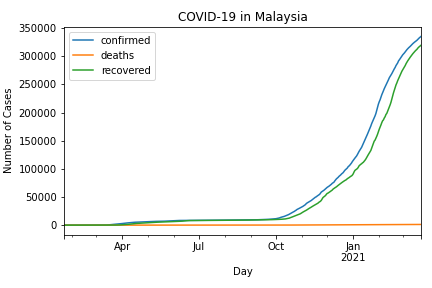 COVID-19 in Malaysia
confirmed
deaths
recovered
Number of Cases
350000
300000
250000
200000
150000
100000
50000
0
Apr
Jul
Oct
Jan
2021
Day